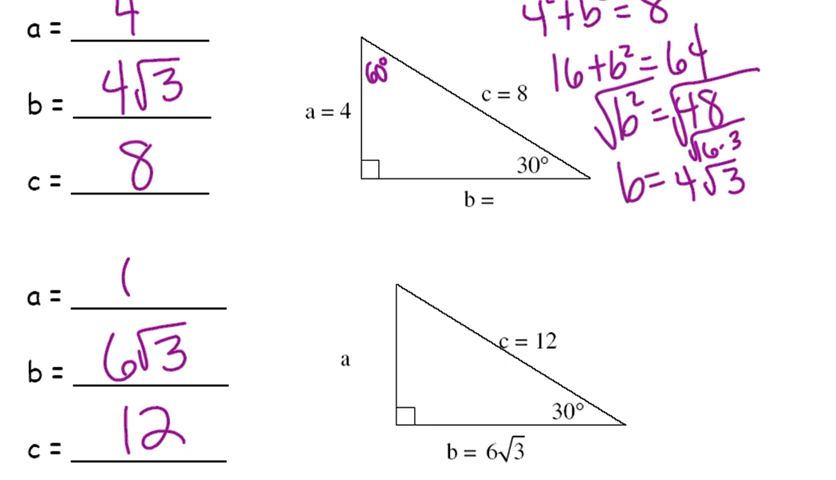 a = 4
b = 4√3
c = 8
60°
a = 4
c = 8
30°
b =
4²+b²= 8
16+b²=64
√b² = √48
√16·3
b= 4√3
a =
b = 6√3
c = 12
a
c = 12
30°
b = 6√3